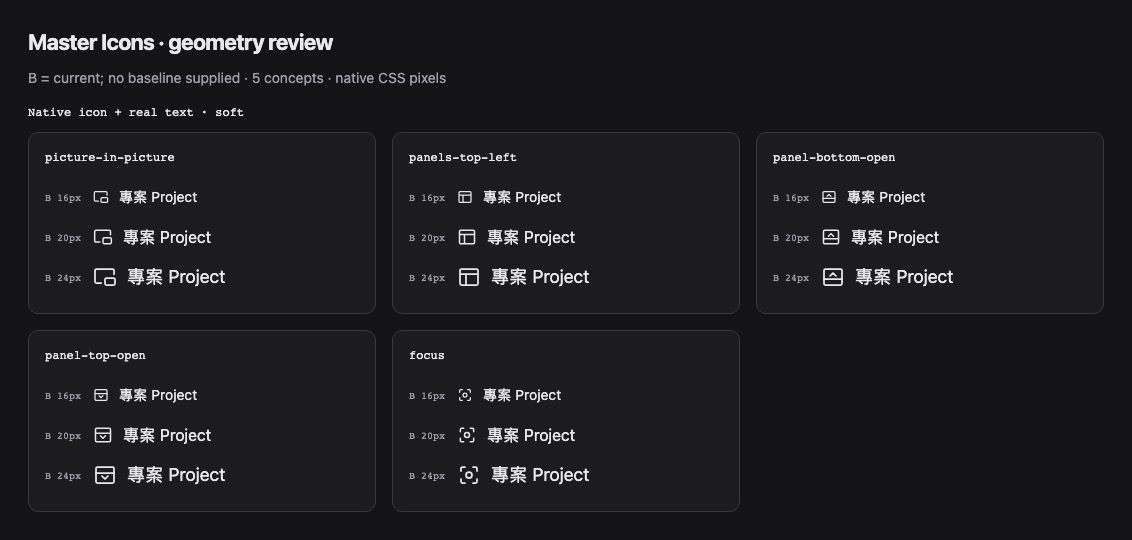 Master Icons · geometry review
B = current; no baseline supplied · 5 concepts · native CSS pixels
Native icon + real text · soft
picture-in-picture
B 16px 專案 Project
B 20px 專案 Project
B 24px 專案 Project
panels-top-left
B 16px 專案 Project
B 20px 專案 Project
B 24px 專案 Project
panel-bottom-open
B 16px 專案 Project
B 20px 專案 Project
B 24px 專案 Project
panel-top-open
B 16px 專案 Project
B 20px 專案 Project
B 24px 專案 Project
focus
B 16px 專案 Project
B 20px 專案 Project
B 24px 專案 Project